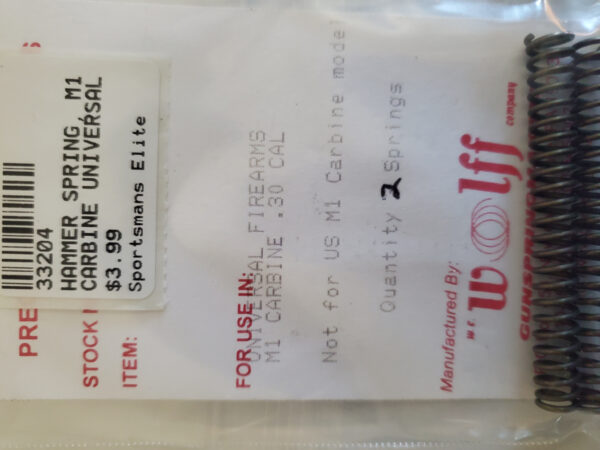 33204
HAMMER SPRING M1
CARBINE UNIVERSAL
$3.99
Sportsmans Elite
S
PRE
STOCK
ITEM:
FOR USE IN:
UNIVERSAL FIREARMS
M1 CARBINE .30 CAL
Not for US M1 Carbine model
Quantity 2 Springs
Manufactured By:
W.C. Wolff company
GUNSPRING